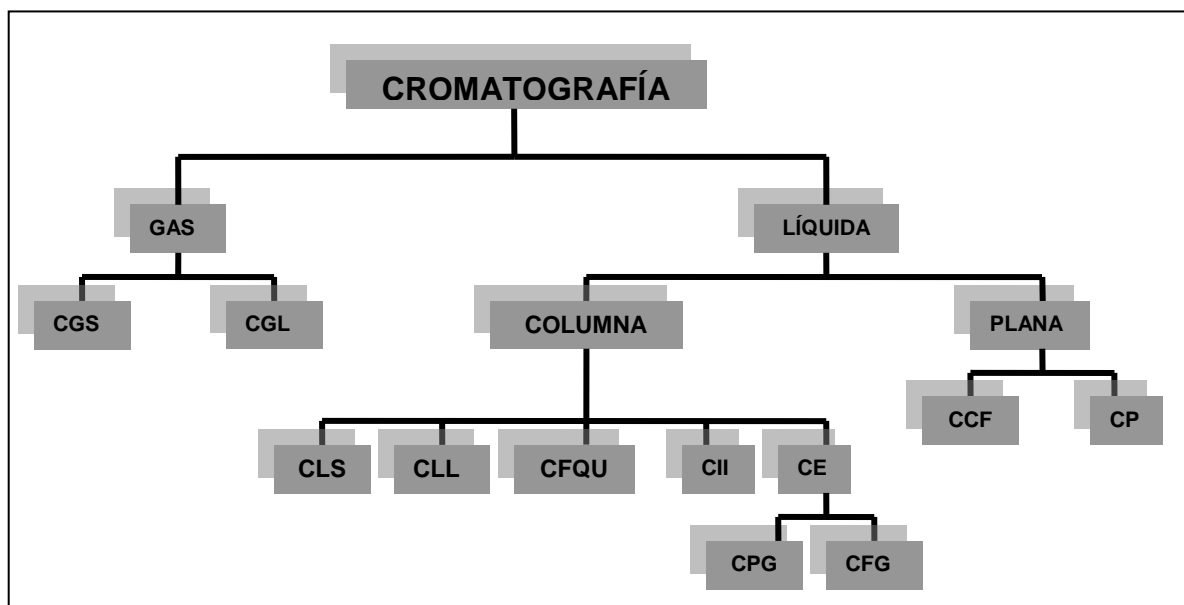 CROMATOGRAFÍA
GAS
LÍQUIDA
CGS
CGL
COLUMNA
PLANA
CCF
CP
CLS
CLL
CFQU
CII
CE
CPG
CFG